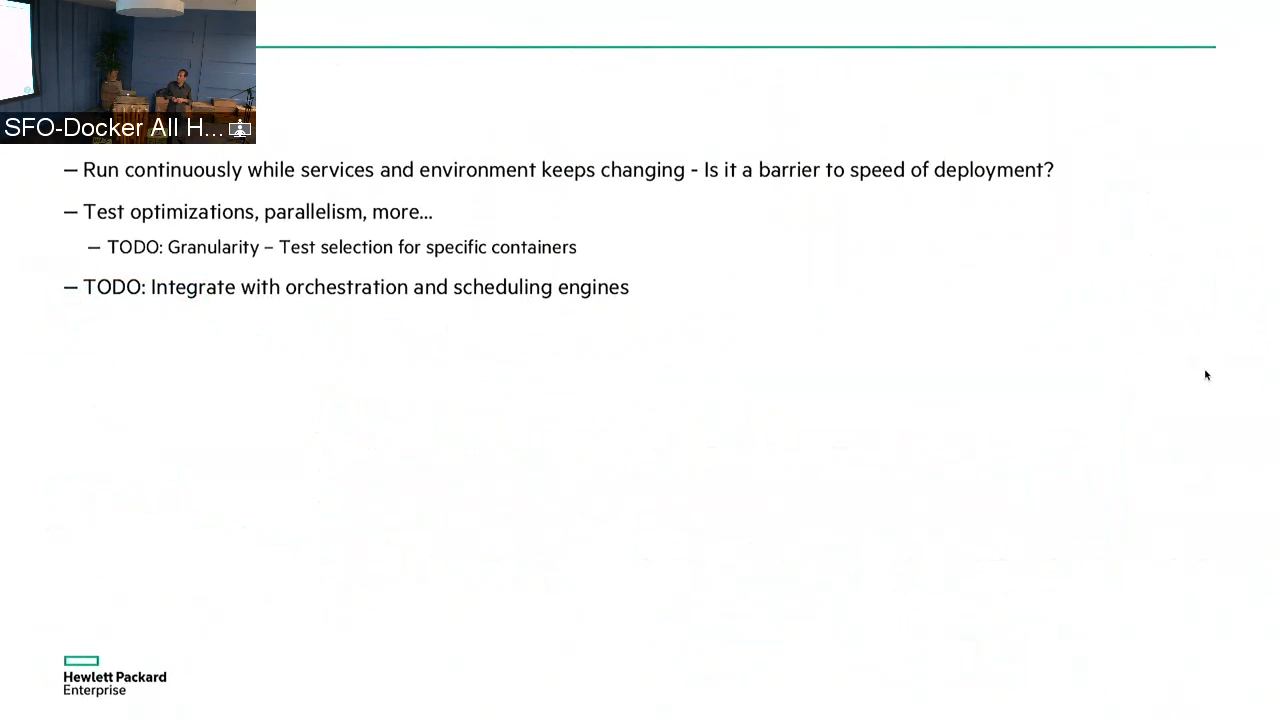 SFO-Docker All H...
– Run continuously while services and environment keeps changing - Is it a barrier to speed of deployment?
– Test optimizations, parallelism, more...
– TODO: Granularity – Test selection for specific containers
– TODO: Integrate with orchestration and scheduling engines
Hewlett Packard
Enterprise